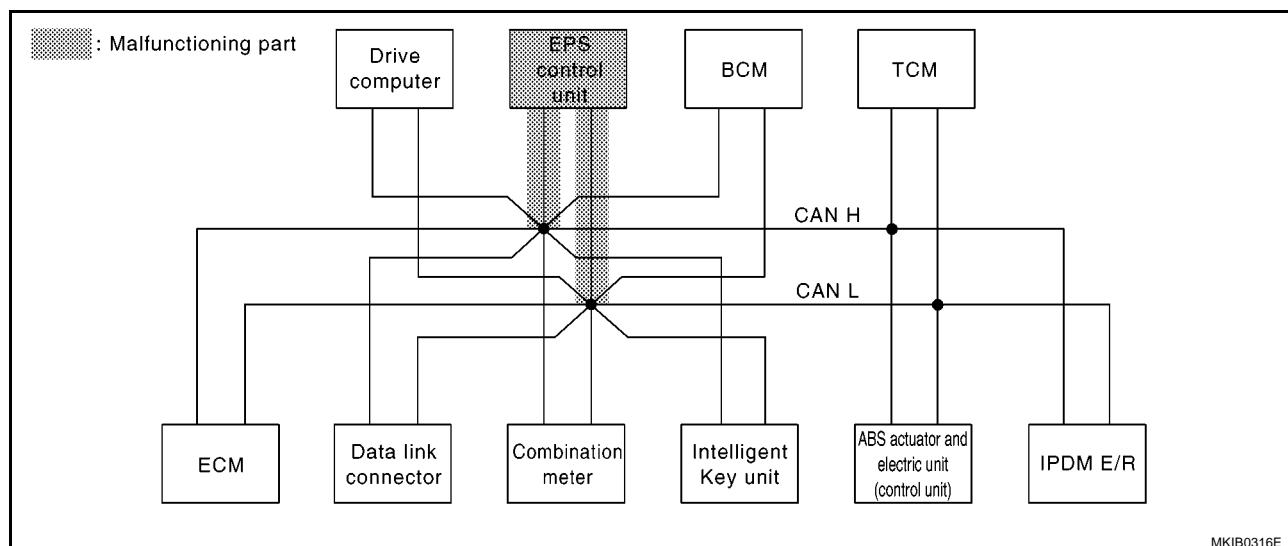 : Malfunctioning part
Drive
computer
EPS
control
unit
BCM
TCM
CAN H
CAN L
ECM
Data link
connector
Combination
meter
Intelligent
Key unit
ABS actuator and
electric unit
(control unit)
IPDM E/R
MKIB0316E